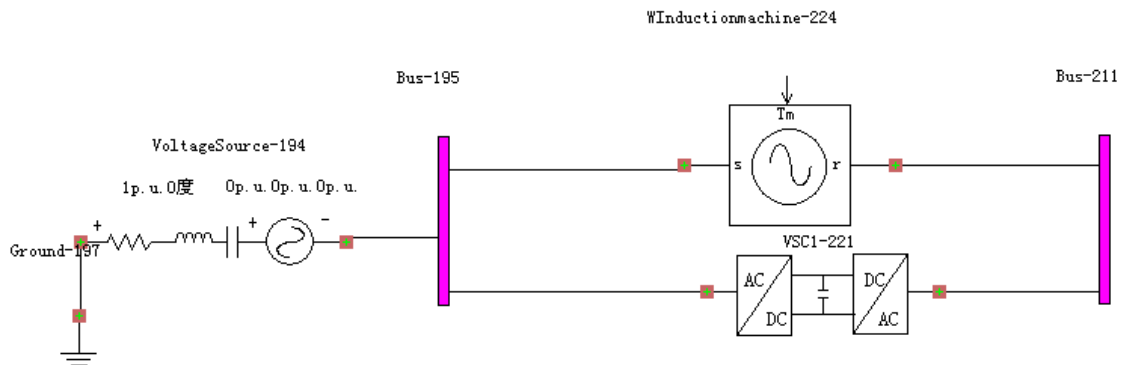 WInductionmachine-224
Bus-195
Bus-211
Tm
VoltageSource-194
s
r
1p.u.0度 0p.u.0p.u.0p.u.
+
+
-
Ground-197
VSC1-221
AC
DC
DC
AC